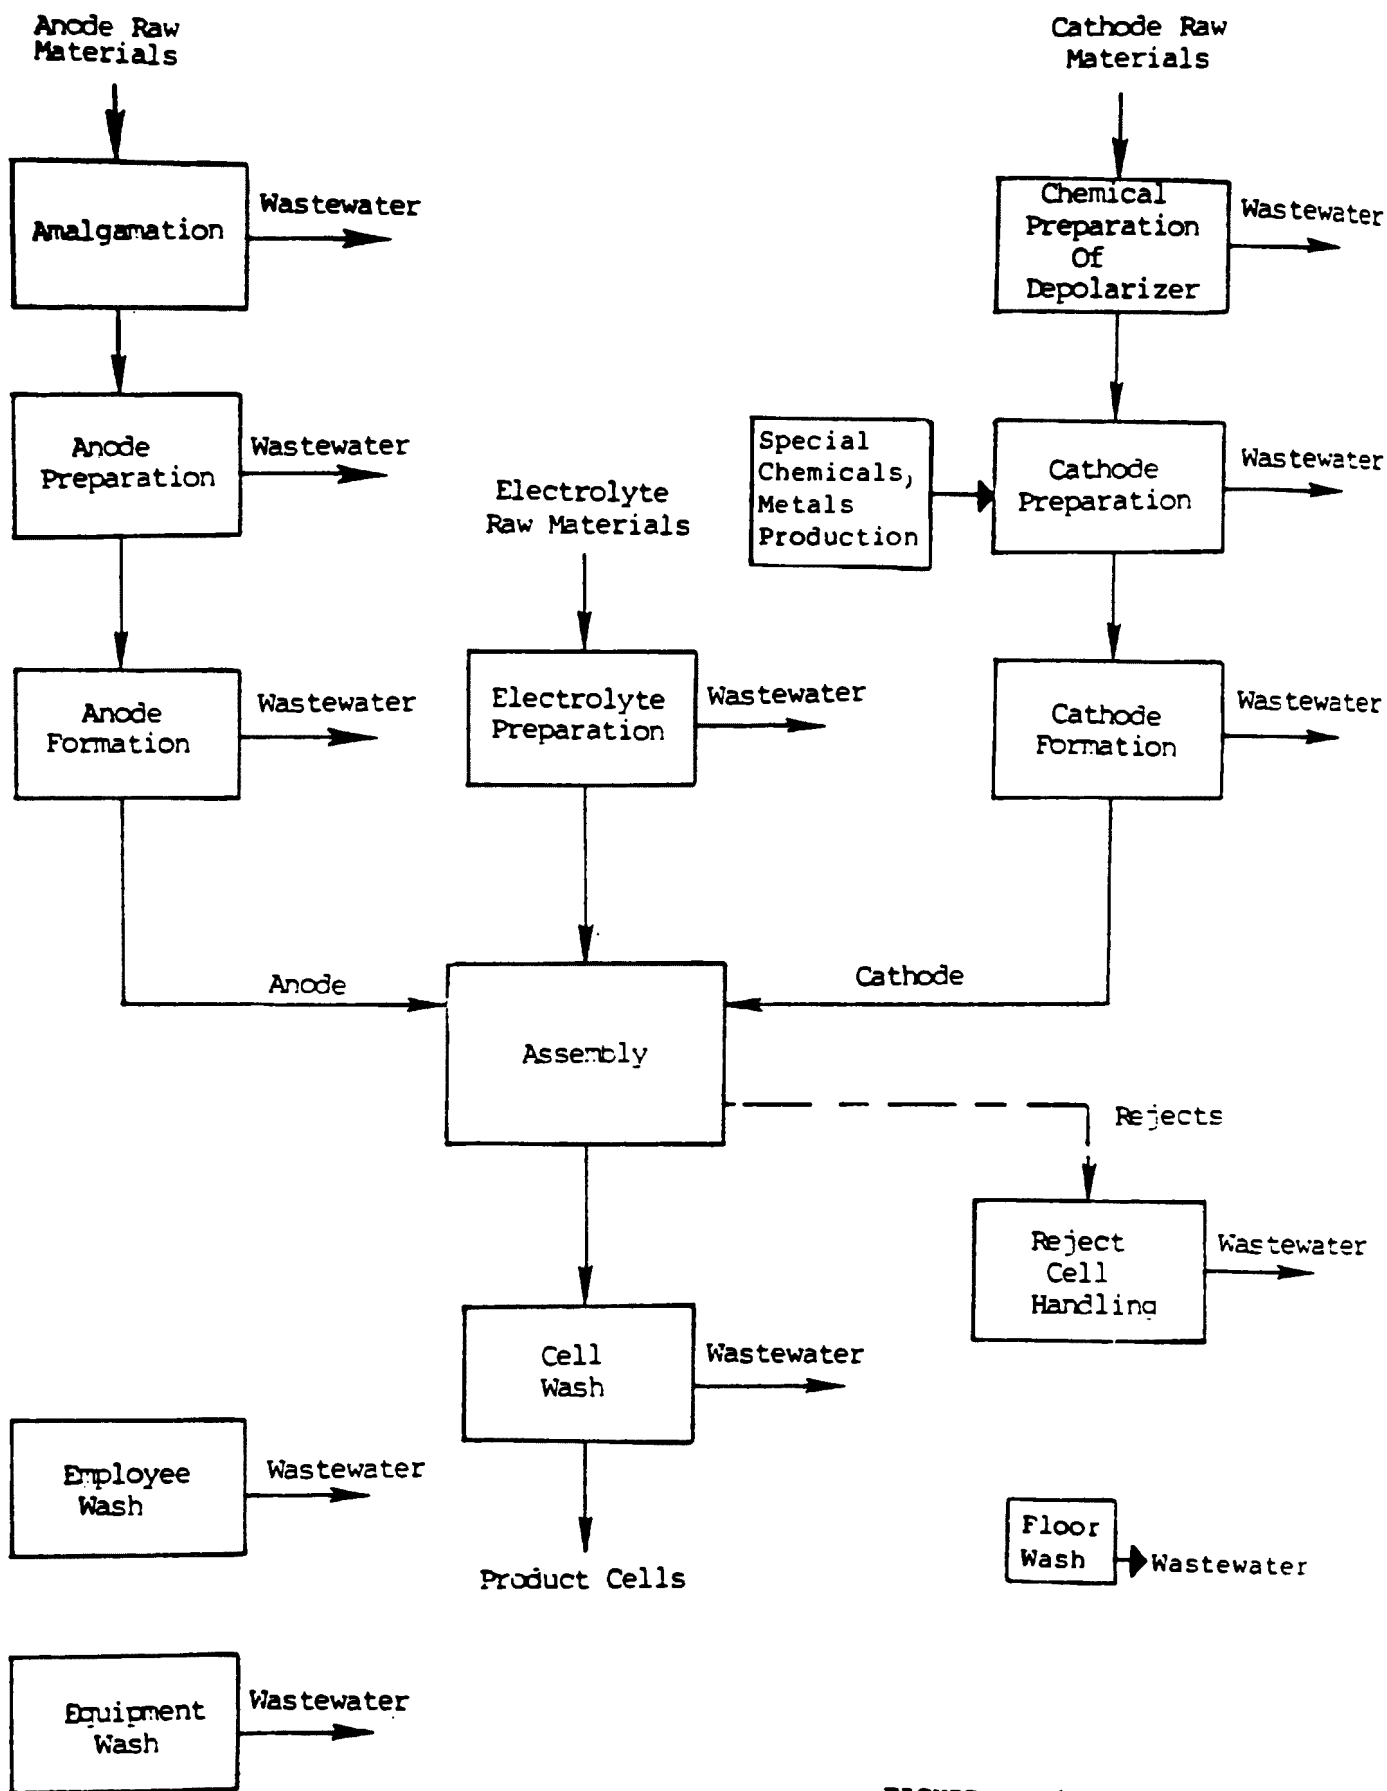 Anode Raw
Materials
Cathode Raw
Materials
Amalgamation
Wastewater
Chemical
Preparation
Of
Depolarizer
Wastewater
Anode
Preparation
Wastewater
Electrolyte
Raw Materials
Special
Chemicals,
Metals
Production
Cathode
Preparation
Wastewater
Anode
Formation
Wastewater
Electrolyte
Preparation
Wastewater
Cathode
Formation
Wastewater
Anode
Cathode
Assembly
Rejects
Reject
Cell
Handling
Wastewater
Cell
Wash
Wastewater
Employee
Wash
Wastewater
Product Cells
Floor
Wash
Wastewater
Equipment
Wash
Wastewater